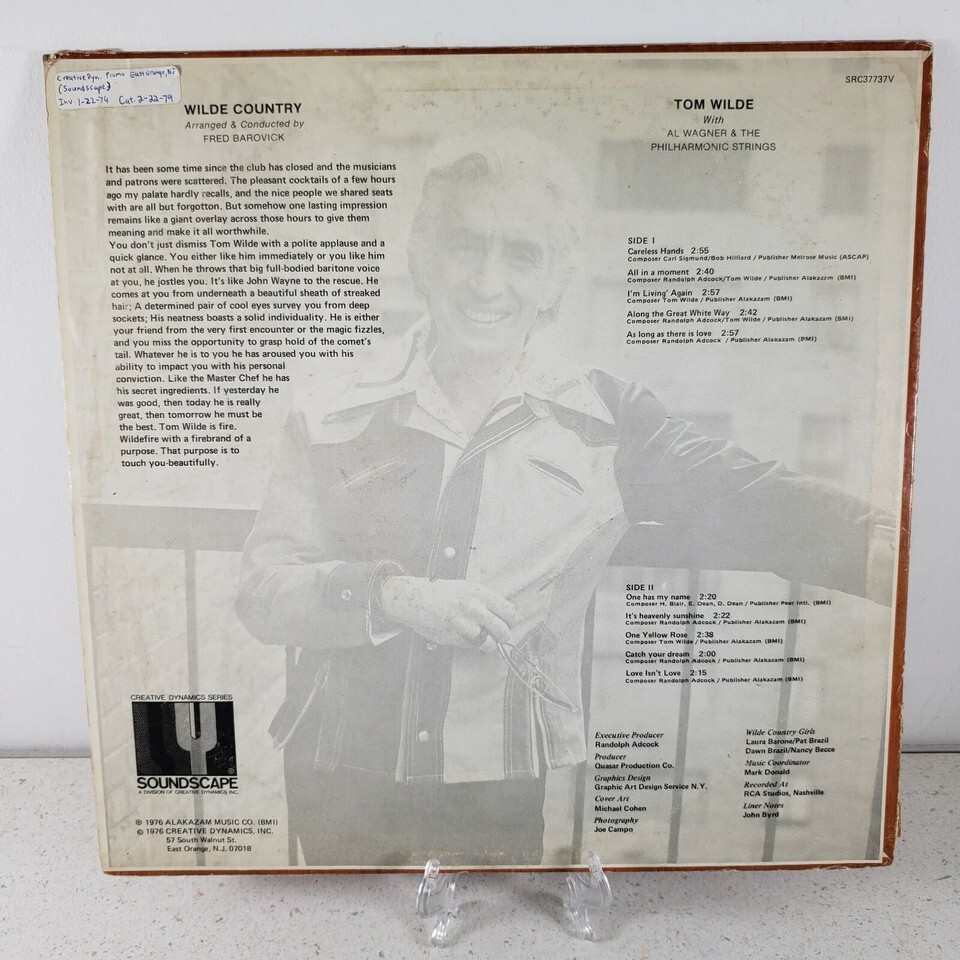 Creative Dyn. Promo East Orange, NJ
(Soundscape)
Inv 1-22-79 Cat. 2-22-79
SRC37737V
WILDE COUNTRY
Arranged & Conducted by
FRED BAROVICK
TOM WILDE
With
AL WAGNER & THE
PHILHARMONIC STRINGS
It has been some time since the club has closed and the musicians
and patrons were scattered. The pleasant cocktails of a few hours
ago my palate hardly recalls, and the nice people we shared seats
with are all but forgotton. But somehow one lasting impression
remains like a giant overlay across those hours to give them
meaning and make it all worthwhile.
You don't just dismiss Tom Wilde with a polite applause and a
quick glance. You either like him immediately or you like him
not at all. When he throws that big full-bodied baritone voice
at you, he jostles you. It's like John Wayne to the rescue. He
comes at you from underneath a beautiful sheath of streaked
hair; A determined pair of cool eyes survey you from deep
sockets; His neatness boasts a solid individuality. He is either
your friend from the very first encounter or the magic fizzles,
and you miss the opportunity to grasp hold of the comet's
tail. Whatever he is to you he has aroused you with his
ability to impact you with his personal
conviction. Like the Master Chef he has
his secret ingredients. If yesterday he
was good, then today he is really
great, then tomorrow he must be
the best. Tom Wilde is fire.
Wildefire with a firebrand of a
purpose. That purpose is to
touch you-beautifully.
SIDE I
Careless Hands 2:55
Composer Carl Sigmund/Bob Hilliard / Publisher Melrose Music (ASCAP)
All in a moment 2:40
Composer Randolph Adcock/Tom Wilde / Publisher Alakazam (BMI)
I'm Living' Again 2:57
Composer Tom Wilde / Publisher Alakazam (BMI)
Along the Great White Way 2:42
Composer Randolph Adcock/Tom Wilde / Publisher Alakazam (BMI)
As long as there is love 2:57
Composer Randolph Adcock / Publisher Alakazam (BMI)
SIDE II
One has my name 2:20
Composer H. Blair, E. Dean, D. Dean / Publisher Peer Intl. (BMI)
It's heavenly sunshine 2:22
Composer Randolph Adcock / Publisher Alakazam (BMI)
One Yellow Rose 2:38
Composer Tom Wilde / Publisher Alakazam (BMI)
Catch your dream 2:00
Composer Randolph Adcock / Publisher Alakazam (BMI)
Love Isn't Love 2:15
Composer Randolph Adcock / Publisher Alakazam (BMI)
CREATIVE DYNAMICS SERIES
®
SOUNDSCAPE
A DIVISION OF CREATIVE DYNAMICS INC.
℗ 1976 ALAKAZAM MUSIC CO. (BMI)
© 1976 CREATIVE DYNAMICS, INC.
57 South Walnut St.
East Orange, N.J. 07018
Executive Producer
Randolph Adcock
Producer
Quasar Production Co.
Graphics Design
Graphic Art Design Service N.Y.
Cover Art
Michael Cohen
Photography
Joe Campo
Wilde Country Girls
Laura Barone/Pat Brazil
Dawn Brazil/Nancy Becce
Music Coordinator
Mark Donald
Recorded At
RCA Studios, Nashville
Liner Notes
John Byrd